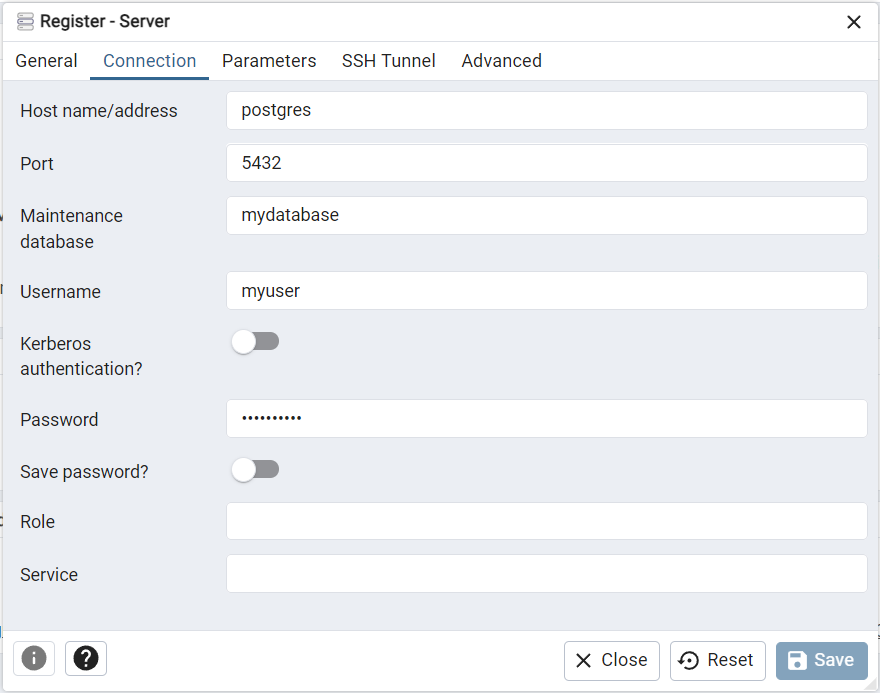 Register - Server
General Connection Parameters SSH Tunnel Advanced
Host name/address postgres
Port 5432
Maintenance database mydatabase
Username myuser
Kerberos authentication?
Password ••••••••••
Save password?
Role
Service
Close Reset Save